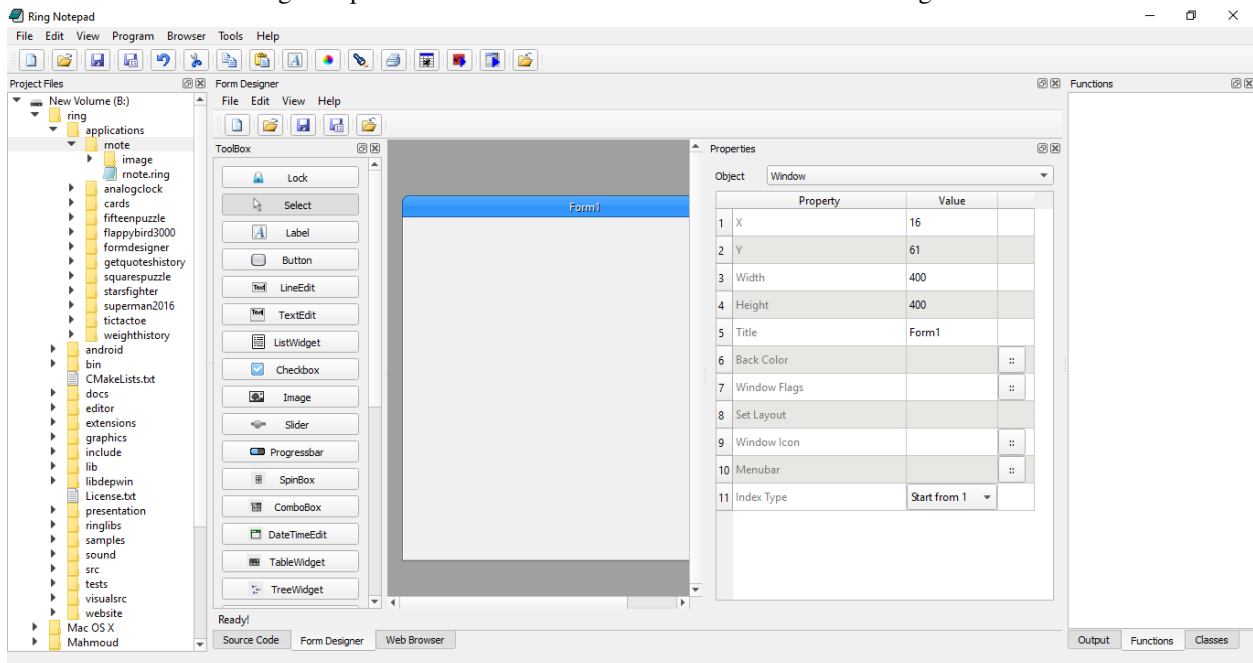 Ring Notepad
File Edit View Program Browser Tools Help
Project Files
New Volume (B:)
ring
applications
rnote
image
rnote.ring
analogclock
cards
fifteenpuzzle
flappybird3000
formdesigner
getquoteshistory
squarespuzzle
starsfighter
superman2016
tictactoe
weighthistory
android
bin
CMakeLists.txt
docs
editor
extensions
graphics
include
lib
libdepwin
License.txt
presentation
ringlibs
samples
sound
src
tests
visualsrc
website
Mac OS X
Mahmoud
Form Designer
File Edit View Help
ToolBox
Lock
Select
Label
Button
LineEdit
TextEdit
ListWidget
Checkbox
Image
Slider
Progressbar
SpinBox
ComboBox
DateTimeEdit
TableWidget
TreeWidget
Form1
Properties
Object Window
Property Value
1 X 16
2 Y 61
3 Width 400
4 Height 400
5 Title Form1
6 Back Color ::
7 Window Flags ::
8 Set Layout
9 Window Icon ::
10 Menubar ::
11 Index Type Start from 1
Ready!
Source Code Form Designer Web Browser
Functions
Output Functions Classes